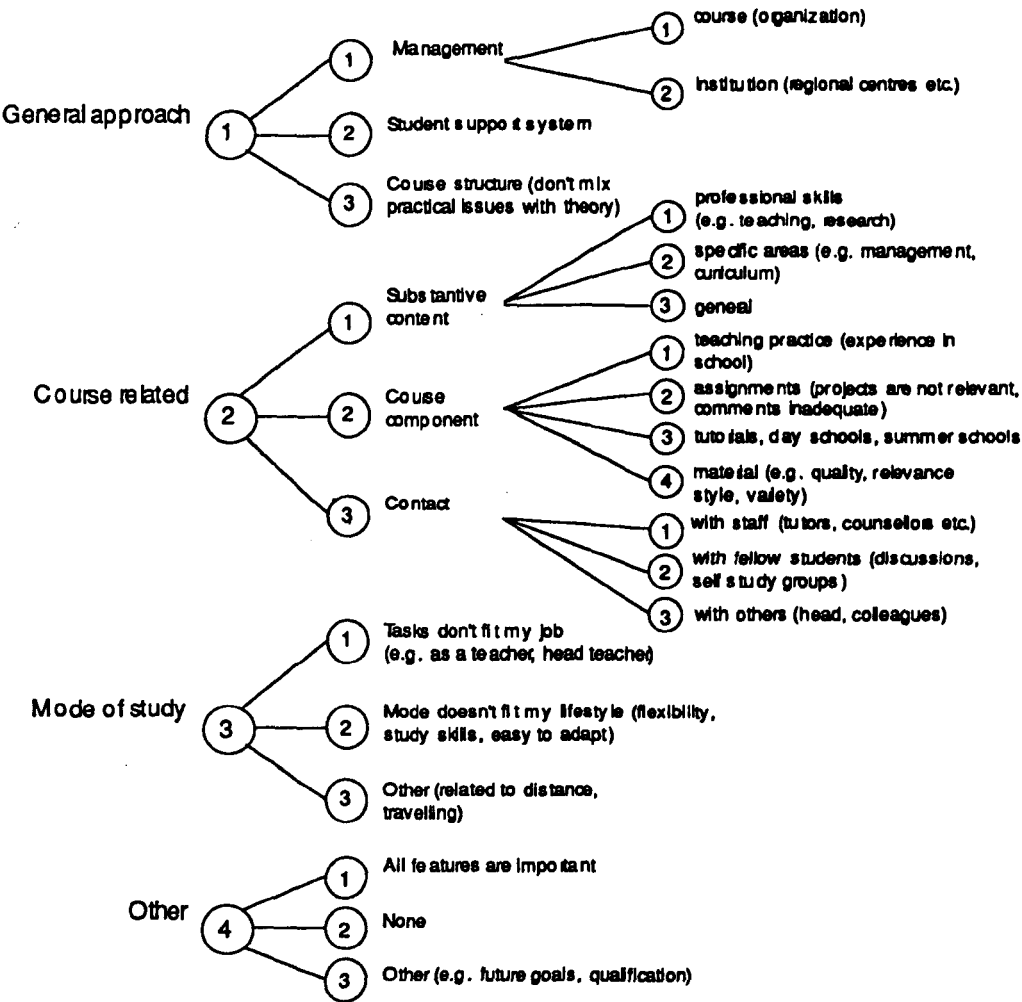 General approach
1
1
Management
1
course (organization)
2
institution (regional centres etc.)
2
Student support system
3
Course structure (don't mix
practical issues with theory)
Course related
2
1
Substantive
content
1
professional skills
(e.g. teaching, research)
2
specific areas (e.g. management,
curriculum)
3
general
2
Course
component
1
teaching practice (experience in
school)
2
assignments (projects are not relevant,
comments inadequate)
3
tutorials, day schools, summer schools
4
material (e.g. quality, relevance
style, variety)
3
Contact
1
with staff (tutors, counsellors etc.)
2
with fellow students (discussions,
self study groups)
3
with others (head, colleagues)
Mode of study
3
1
Tasks don't fit my job
(e.g. as a teacher, head teacher)
2
Mode doesn't fit my lifestyle (flexibility,
study skills, easy to adapt)
3
Other (related to distance,
travelling)
Other
4
1
All features are important
2
None
3
Other (e.g. future goals, qualification)